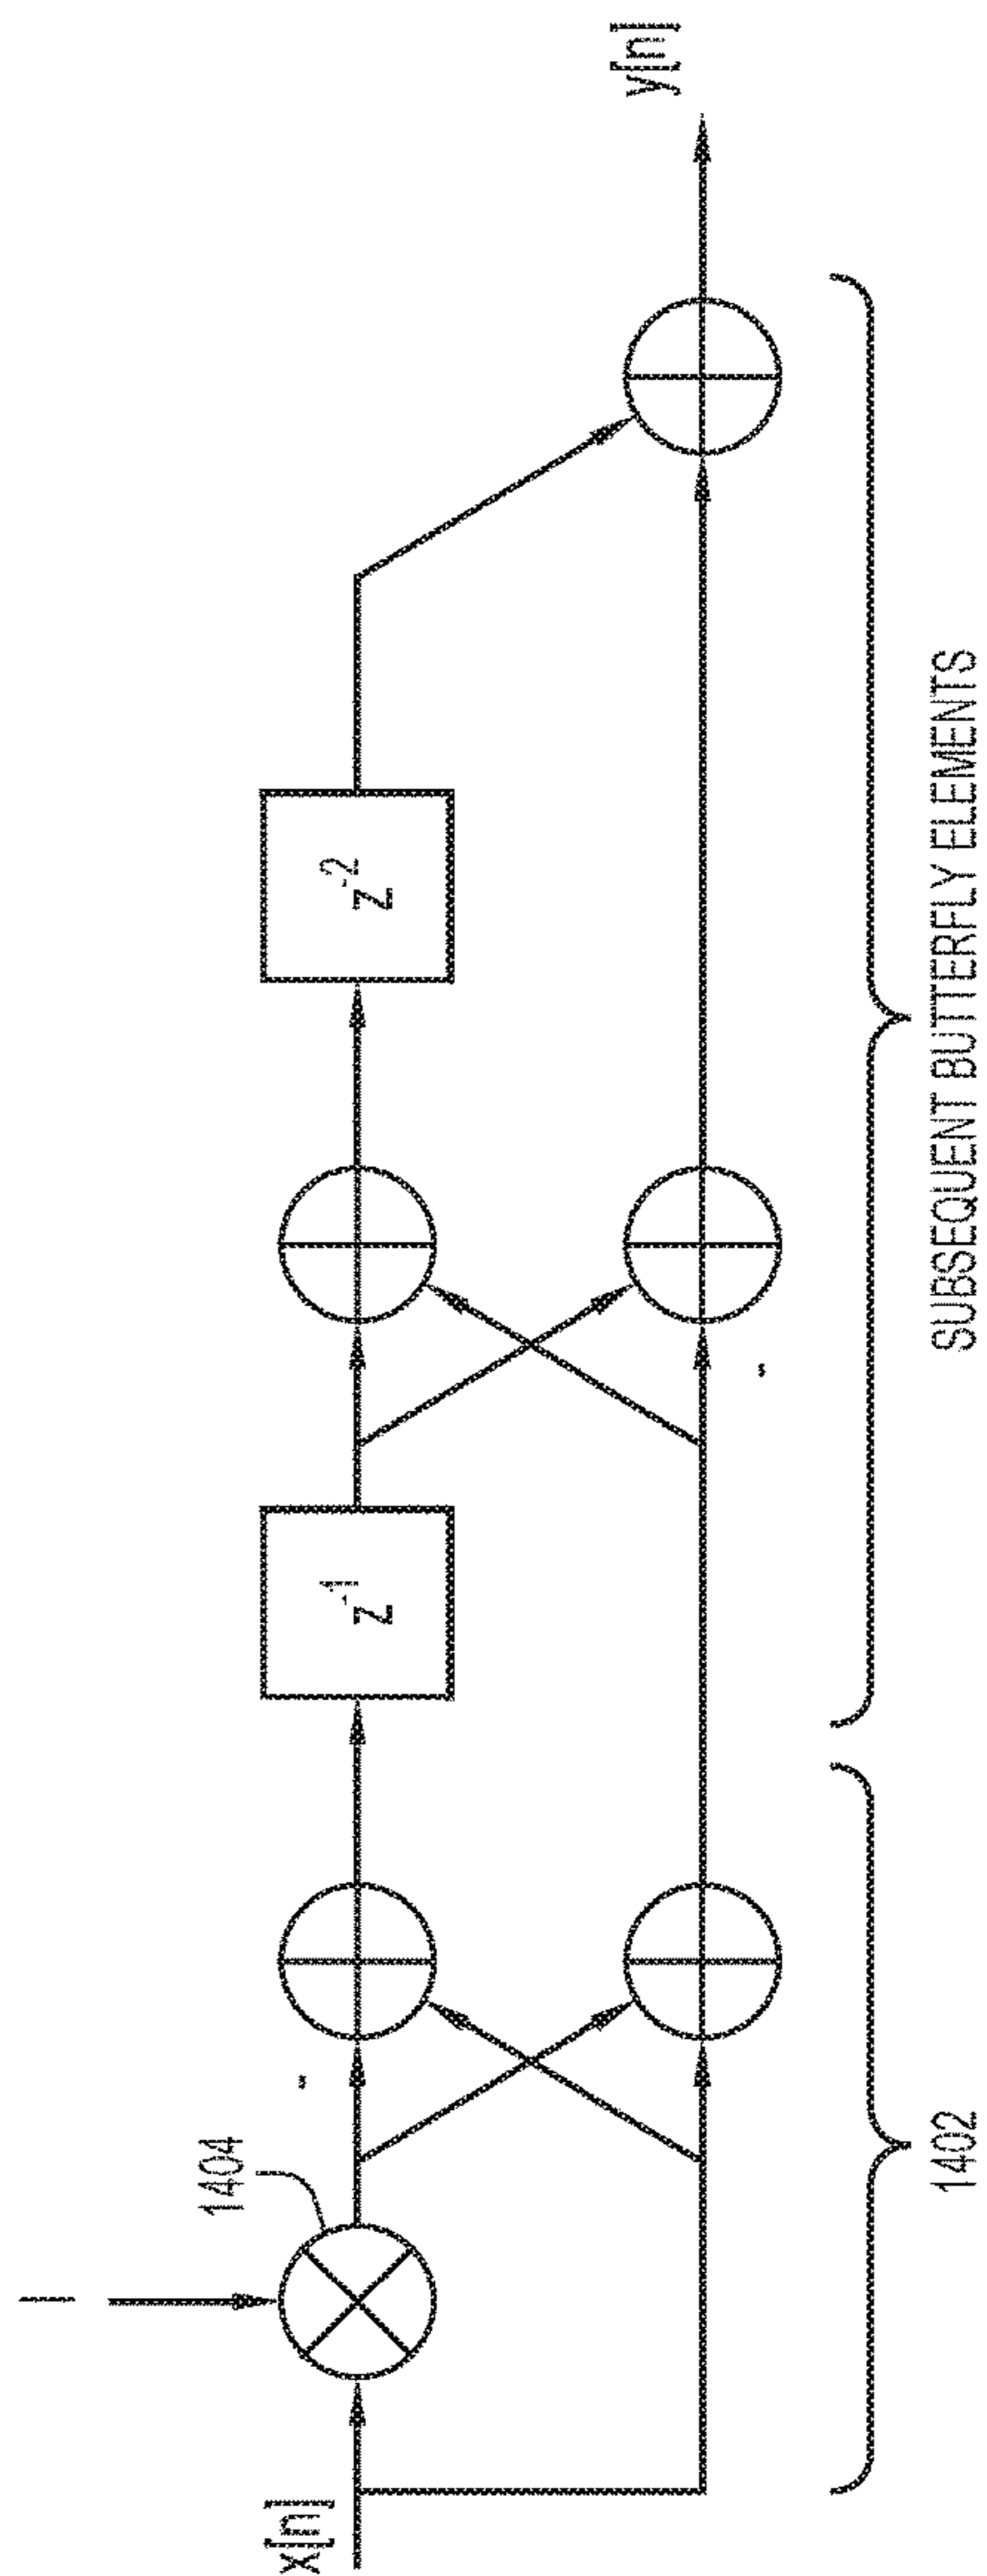 x[n]
1404
z-1
z-2
y[n]
1402
SUBSEQUENT BUTTERFLY ELEMENTS